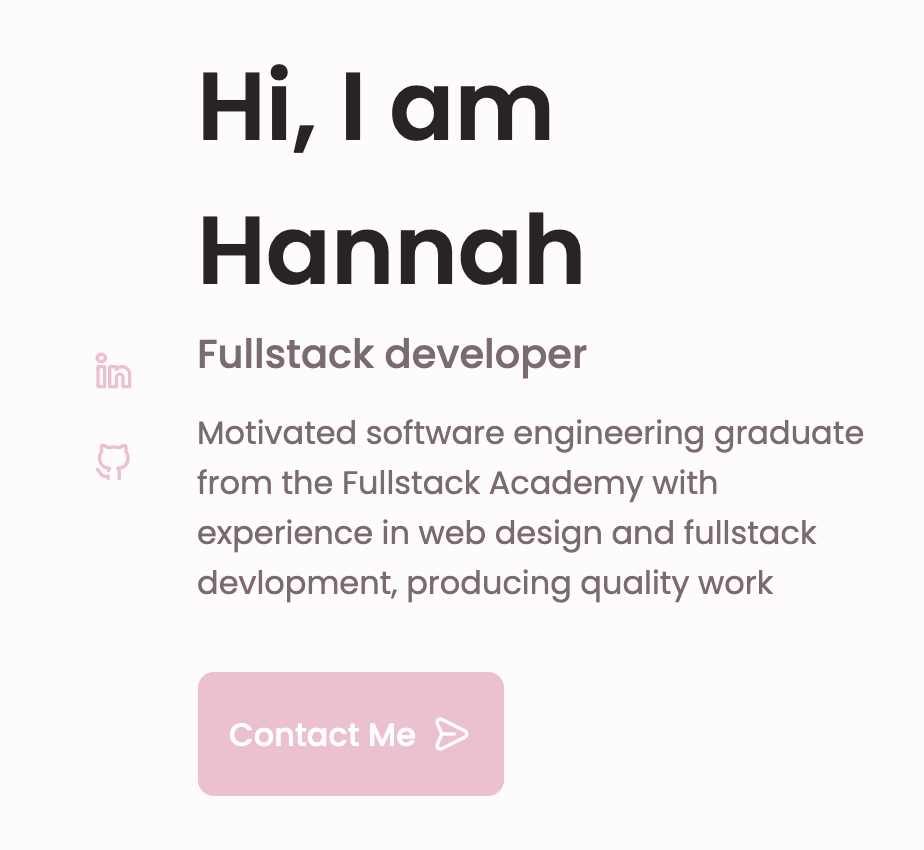 Hi, I am
Hannah
Fullstack developer
Motivated software engineering graduate
from the Fullstack Academy with
experience in web design and fullstack
devlopment, producing quality work
Contact Me